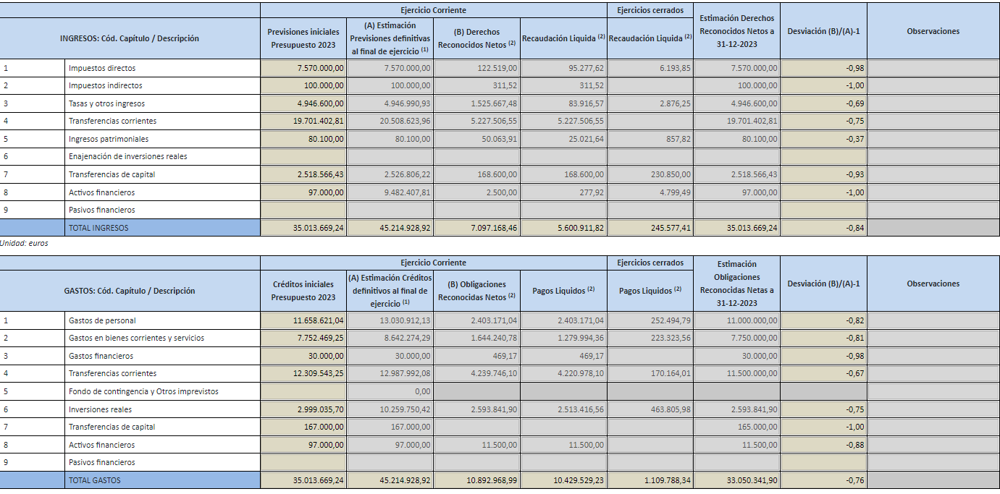 Ejercicio Corriente Ejercicios cerrados
INGRESOS: Cód. Capítulo / Descripción Previsiones iniciales Presupuesto 2023 (A) Estimación Previsiones definitivas al final de ejercicio (1) (B) Derechos Reconocidos Netos (2) Recaudación Liquida (2) Recaudación Liquida (2) Estimación Derechos Reconocidos Netos a 31-12-2023 Desviación (B)/(A)-1 Observaciones
1 Impuestos directos 7.570.000,00 7.570.000,00 122.519,00 95.277,62 6.193,85 7.570.000,00 -0,98
2 Impuestos indirectos 100.000,00 100.000,00 311,52 311,52 100.000,00 -1,00
3 Tasas y otros ingresos 4.946.600,00 4.946.990,93 1.525.667,48 83.916,57 2.876,25 4.946.600,00 -0,69
4 Transferencias corrientes 19.701.402,81 20.508.623,96 5.227.506,55 5.227.506,55 19.701.402,81 -0,75
5 Ingresos patrimoniales 80.100,00 80.100,00 50.063,91 25.021,64 857,82 80.100,00 -0,37
6 Enajenación de inversiones reales
7 Transferencias de capital 2.518.566,43 2.526.806,22 168.600,00 168.600,00 230.850,00 2.518.566,43 -0,93
8 Activos financieros 97.000,00 9.482.407,81 2.500,00 277,92 4.799,49 97.000,00 -1,00
9 Pasivos financieros
TOTAL INGRESOS 35.013.669,24 45.214.928,92 7.097.168,46 5.600.911,82 245.577,41 35.013.669,24 -0,84
Unidad: euros
Ejercicio Corriente Ejercicios cerrados
GASTOS: Cód. Capítulo / Descripción Créditos iniciales Presupuesto 2023 (A) Estimación Créditos definitivos al final de ejercicio (1) (B) Obligaciones Reconocidas Netos (2) Pagos Liquidos (2) Pagos Liquidos (2) Estimación Obligaciones Reconocidas Netas a 31-12-2023 Desviación (B)/(A)-1 Observaciones
1 Gastos de personal 11.658.621,04 13.030.912,13 2.403.171,04 2.403.171,04 252.494,79 11.000.000,00 -0,82
2 Gastos en bienes corrientes y servicios 7.752.469,25 8.642.274,29 1.644.240,78 1.279.994,36 223.323,56 7.750.000,00 -0,81
3 Gastos financieros 30.000,00 30.000,00 469,17 469,17 30.000,00 -0,98
4 Transferencias corrientes 12.309.543,25 12.987.992,08 4.239.746,10 4.220.978,10 170.164,01 11.500.000,00 -0,67
5 Fondo de contingencia y Otros imprevistos 0,00
6 Inversiones reales 2.999.035,70 10.259.750,42 2.593.841,90 2.513.416,56 463.805,98 2.593.841,90 -0,75
7 Transferencias de capital 167.000,00 167.000,00 165.000,00 -1,00
8 Activos financieros 97.000,00 97.000,00 11.500,00 11.500,00 11.500,00 -0,88
9 Pasivos financieros
TOTAL GASTOS 35.013.669,24 45.214.928,92 10.892.968,99 10.429.529,23 1.109.788,34 33.050.341,90 -0,76